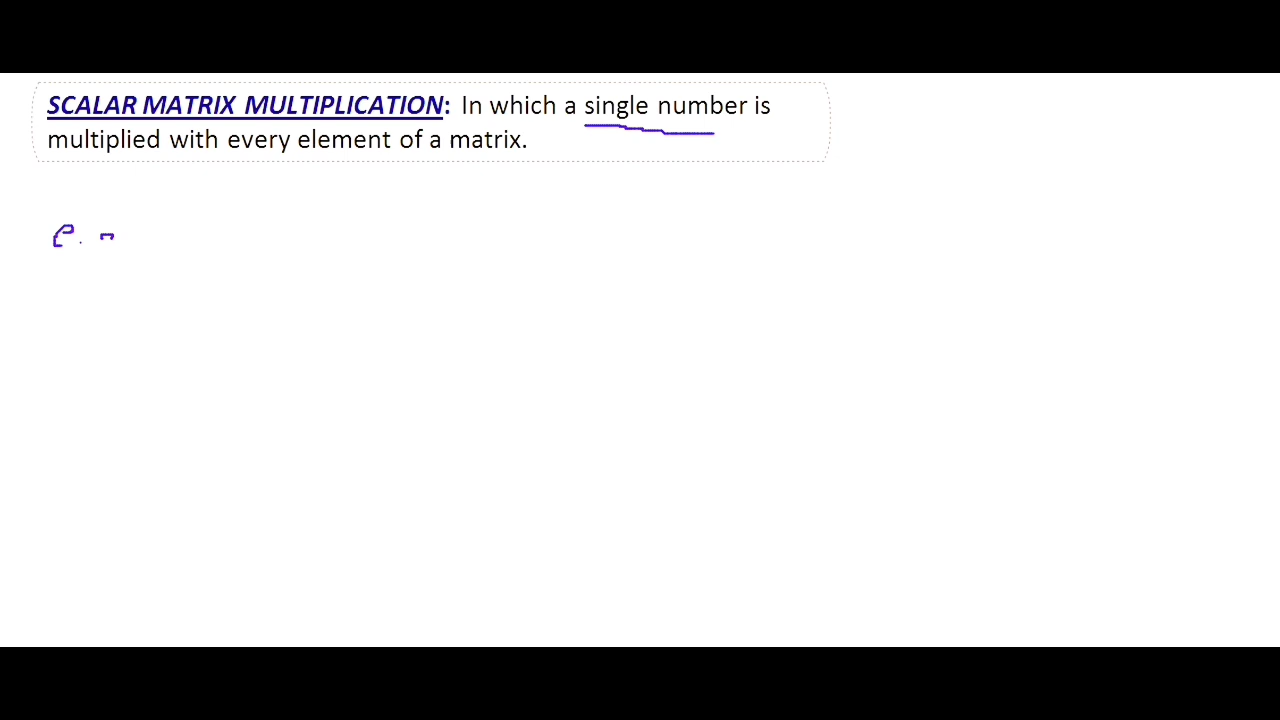 SCALAR MATRIX MULTIPLICATION: In which a single number is
multiplied with every element of a matrix.
e.